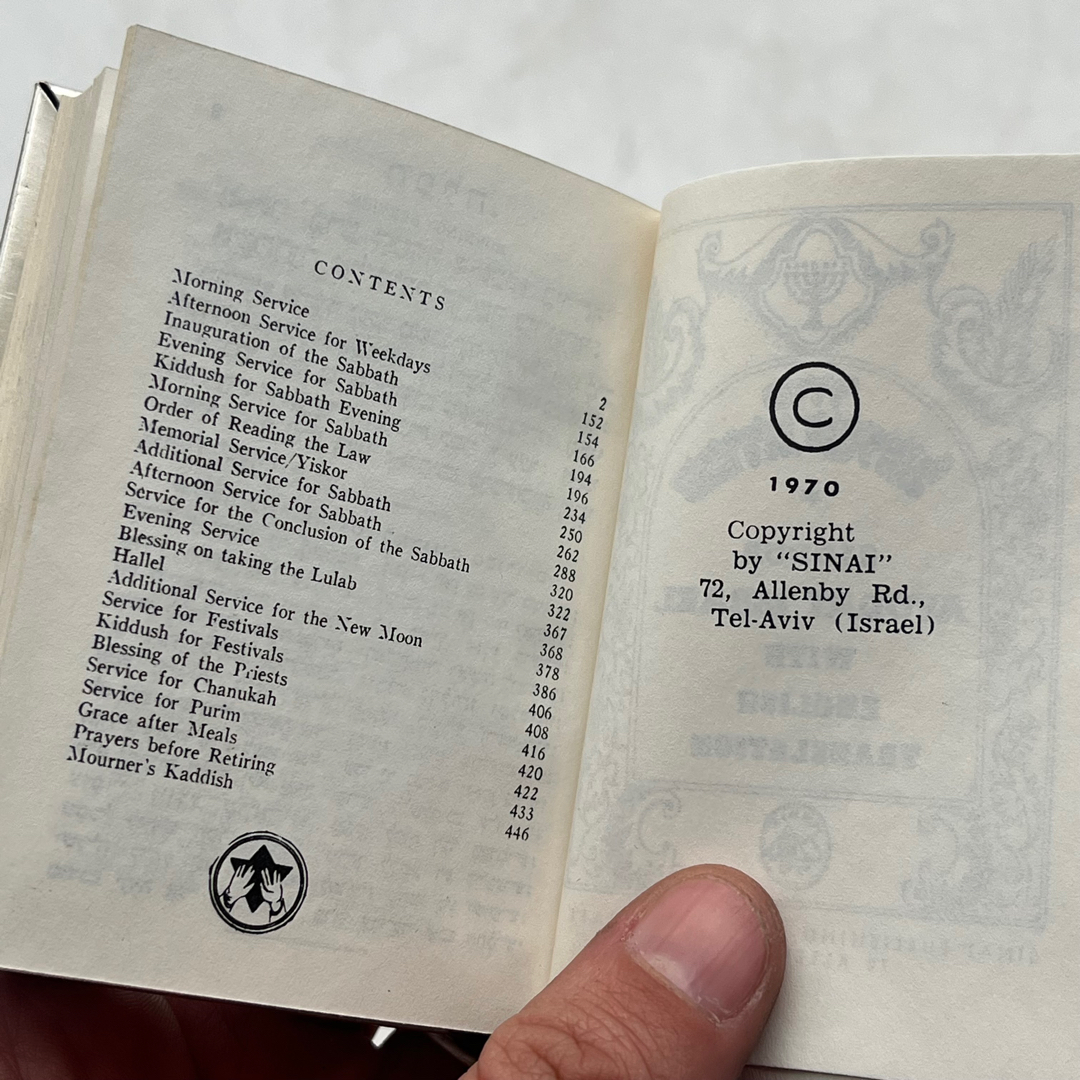 CONTENTS
Morning Service 2
Afternoon Service for Weekdays 152
Inauguration of the Sabbath 154
Evening Service for Sabbath 166
Kiddush for Sabbath Evening 194
Morning Service for Sabbath 196
Order of Reading the Law 234
Memorial Service/Yiskor 250
Additional Service for Sabbath 262
Afternoon Service for Sabbath 288
Service for the Conclusion of the Sabbath 320
Evening Service 322
Blessing on taking the Lulab 367
Hallel 368
Additional Service for the New Moon 378
Service for Festivals 386
Kiddush for Festivals 406
Blessing of the Priests 408
Service for Chanukah 416
Service for Purim 420
Grace after Meals 422
Prayers before Retiring 433
Mourner's Kaddish 446
©
1970
Copyright
by “SINAI”
72, Allenby Rd.,
Tel-Aviv (Israel)